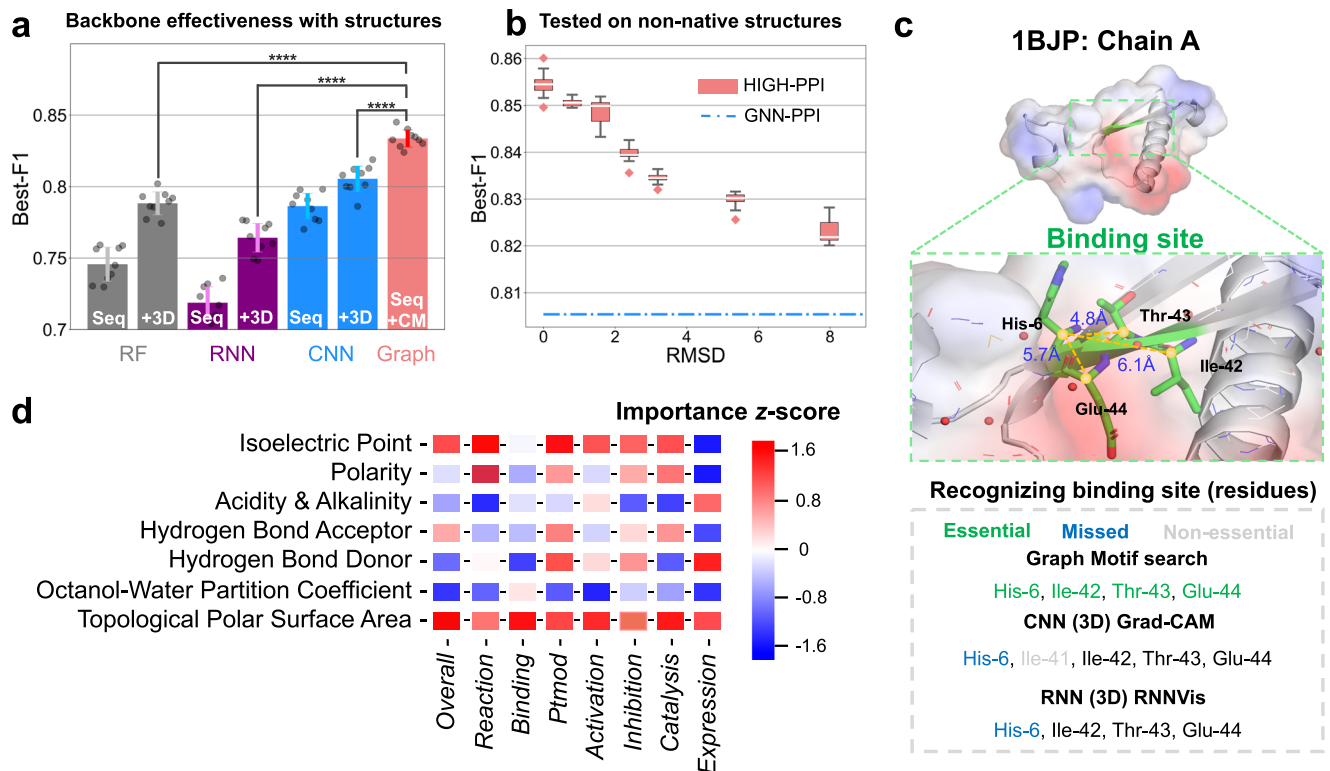 a
Backbone effectiveness with structures
****
****
****
Best-F1
0.85
0.8
0.75
0.7
Seq
+3D
Seq
+3D
Seq
+3D
Seq
+CM
RF
RNN
CNN
Graph
b
Tested on non-native structures
Best-F1
0.86
0.85
0.84
0.83
0.82
0.81
HIGH-PPI
GNN-PPI
0
2
4
6
8
RMSD
c
1BJP: Chain A
Binding site
His-6
4.8Å
Thr-43
5.7Å
6.1Å
Ile-42
Glu-44
Recognizing binding site (residues)
Essential Missed Non-essential
Graph Motif search
His-6, Ile-42, Thr-43, Glu-44
CNN (3D) Grad-CAM
His-6, Ile-41, Ile-42, Thr-43, Glu-44
RNN (3D) RNNVis
His-6, Ile-42, Thr-43, Glu-44
d
Importance z-score
Isoelectric Point
Polarity
Acidity & Alkalinity
Hydrogen Bond Acceptor
Hydrogen Bond Donor
Octanol-Water Partition Coefficient
Topological Polar Surface Area
Overall
Reaction
Binding
Ptmod
Activation
Inhibition
Catalysis
Expression
1.6
0.8
0
-0.8
-1.6